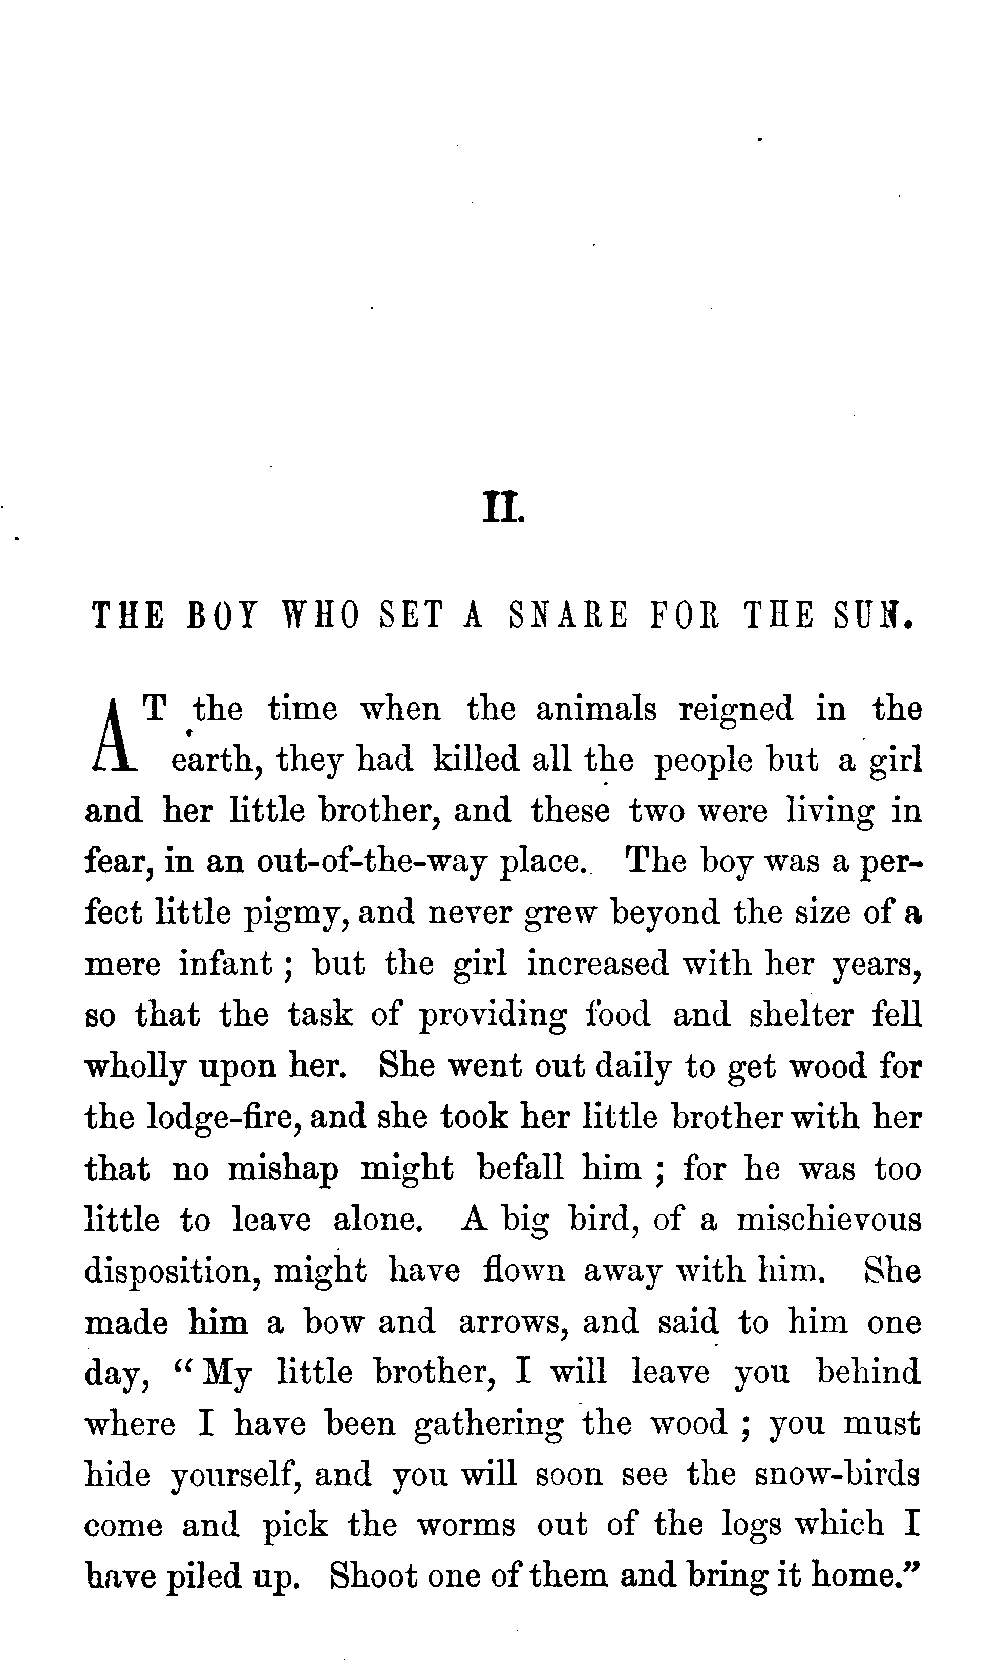 II.
THE BOY WHO SET A SNARE FOR THE SUN.
AT the time when the animals reigned in the
earth, they had killed all the people but a girl
and her little brother, and these two were living in
fear, in an out-of-the-way place. The boy was a per-
fect little pigmy, and never grew beyond the size of a
mere infant ; but the girl increased with her years,
so that the task of providing food and shelter fell
wholly upon her. She went out daily to get wood for
the lodge-fire, and she took her little brother with her
that no mishap might befall him ; for he was too
little to leave alone. A big bird, of a mischievous
disposition, might have flown away with him. She
made him a bow and arrows, and said to him one
day, “ My little brother, I will leave you behind
where I have been gathering the wood ; you must
hide yourself, and you will soon see the snow-birds
come and pick the worms out of the logs which I
have piled up. Shoot one of them and bring it home.”